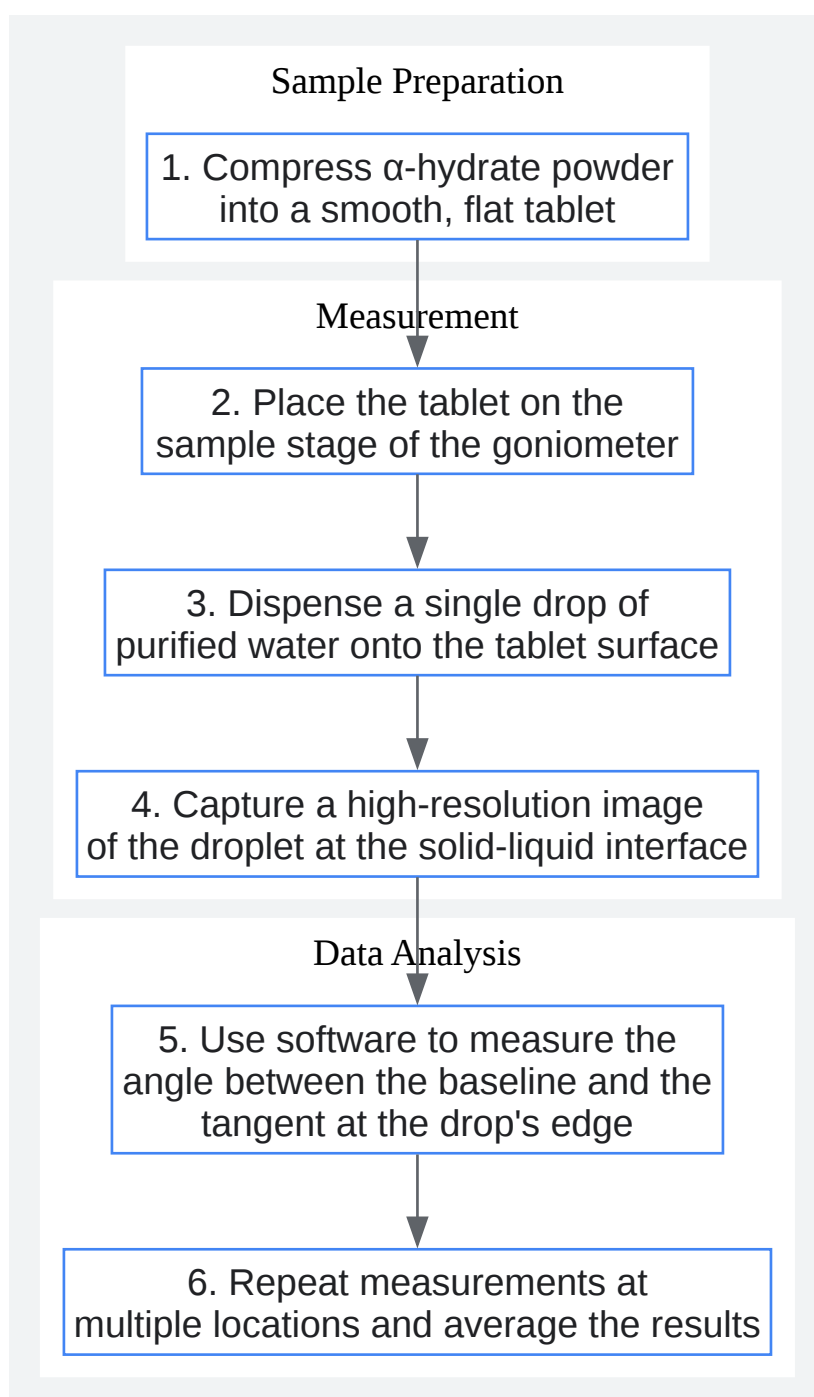 Sample Preparation
1. Compress α-hydrate powder
into a smooth, flat tablet
Measurement
2. Place the tablet on the
sample stage of the goniometer
3. Dispense a single drop of
purified water onto the tablet surface
4. Capture a high-resolution image
of the droplet at the solid-liquid interface
Data Analysis
5. Use software to measure the
angle between the baseline and the
tangent at the drop's edge
6. Repeat measurements at
multiple locations and average the results